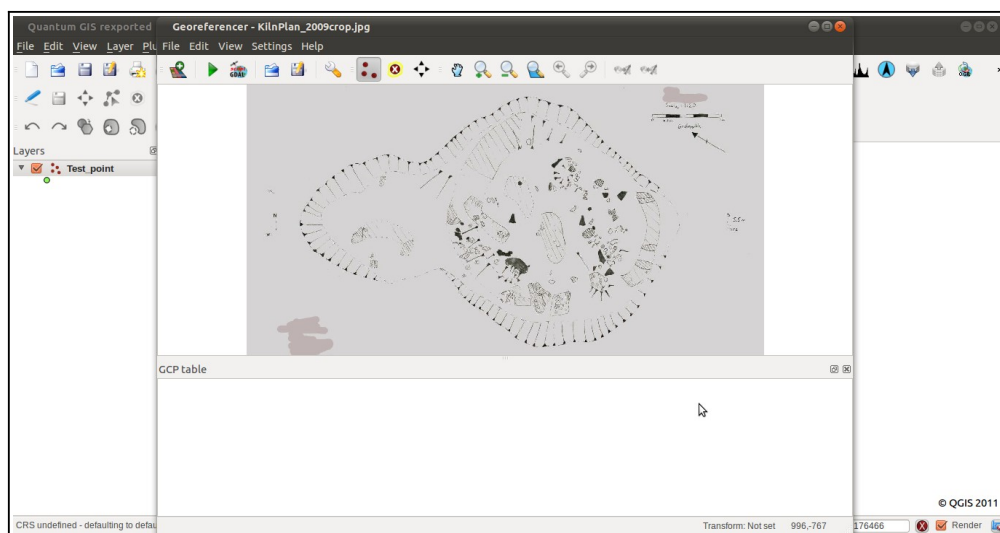 Quantum GIS rexported
Georeferencer - KilnPlan_2009crop.jpg
File Edit View Layer Plu
File Edit View Settings Help
GDAL
Layers
Test_point
GCP table
© QGIS 2011
CRS undefined - defaulting to defau
Transform: Not set
996,-767
176466
Render